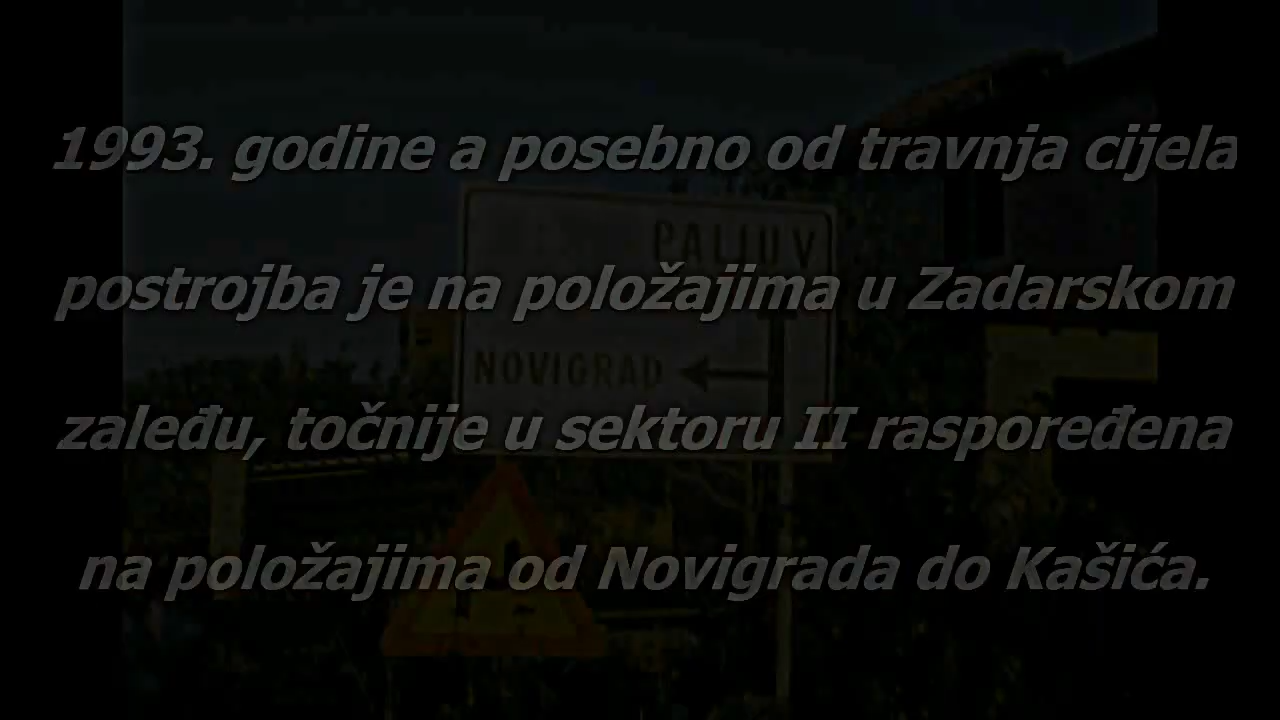 1993. godine a posebno od travnja cijela
postrojba je na položajima u Zadarskom
PALJUV
zaleđu, točnije u sektoru II raspoređena
NOVIGRAD
na položajima od Novigrada do Kašića.